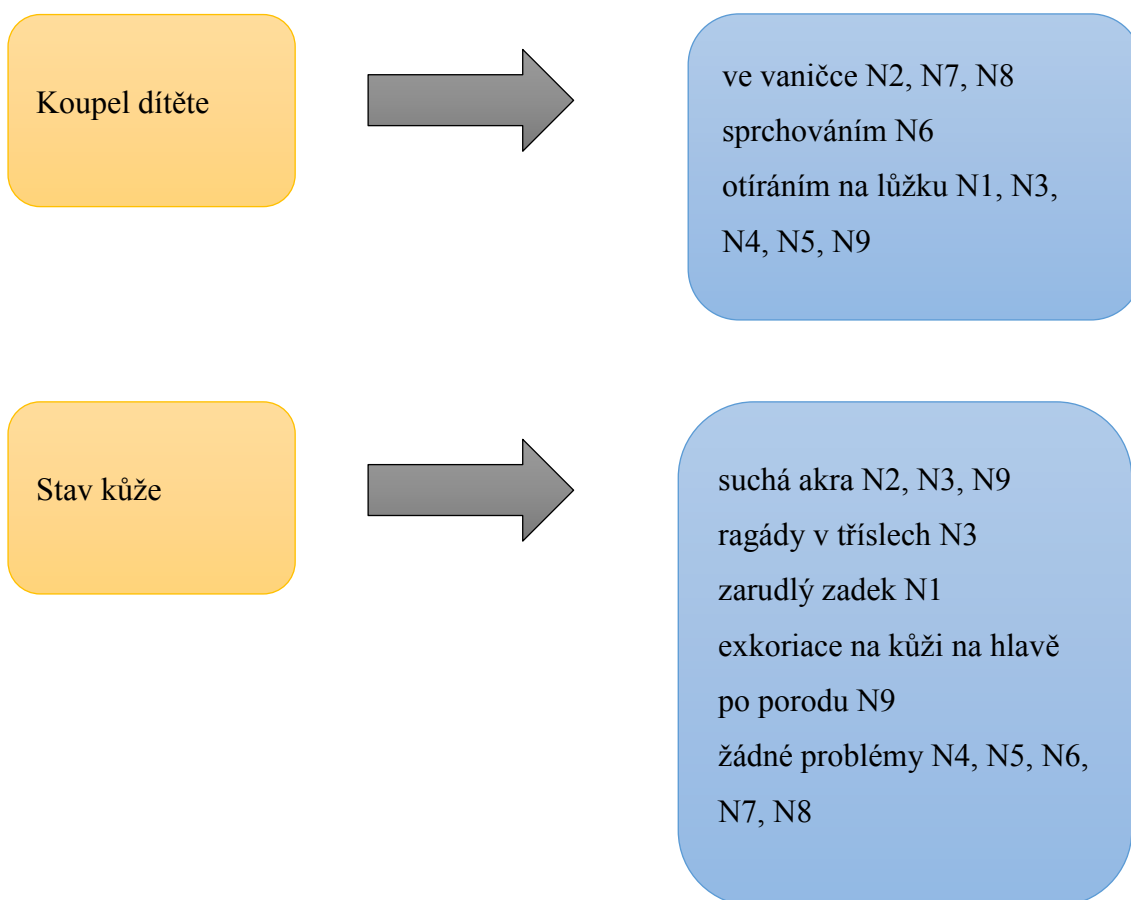 Koupel dítěte
ve vaničce N2, N7, N8
sprchováním N6
otíráním na lůžku N1, N3,
N4, N5, N9
Stav kůže
suchá akra N2, N3, N9
ragády v tříslech N3
zarudlý zadek N1
exkoriace na kůži na hlavě
po porodu N9
žádné problémy N4, N5, N6,
N7, N8